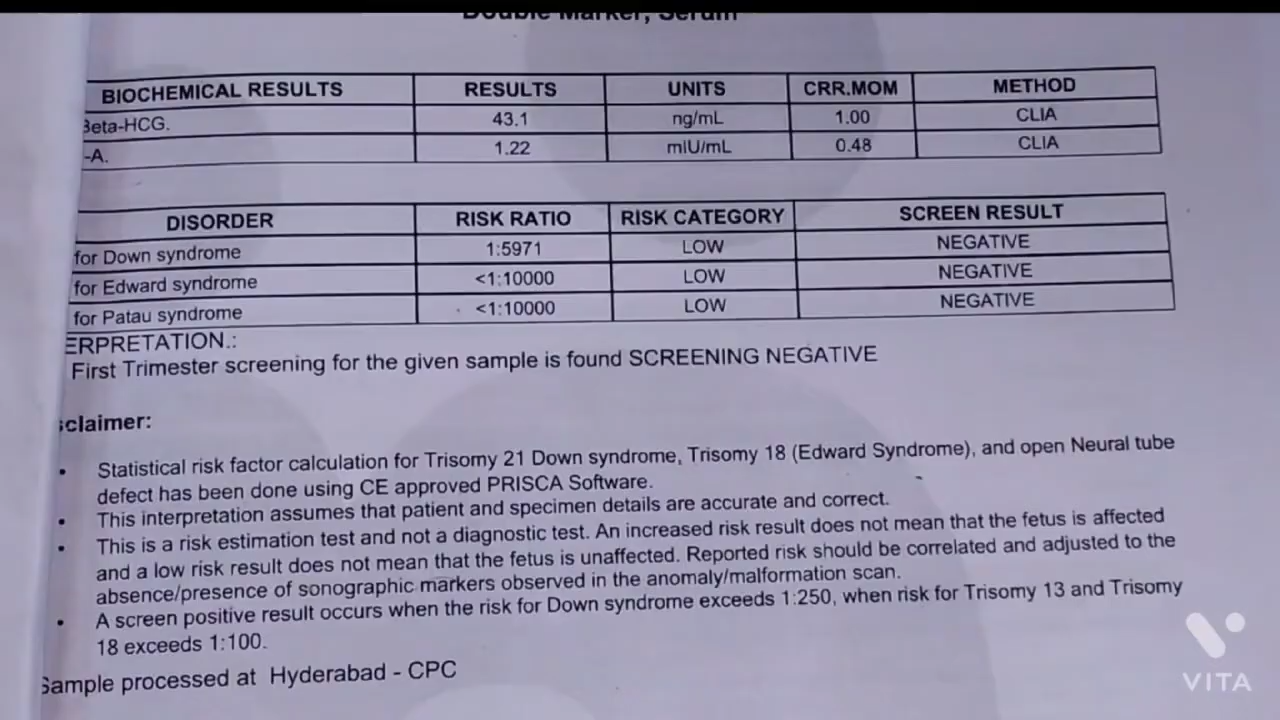 Double Marker, Serum
BIOCHEMICAL RESULTS RESULTS UNITS CRR.MOM METHOD
Beta-HCG. 43.1 ng/mL 1.00 CLIA
-A. 1.22 mIU/mL 0.48 CLIA
DISORDER RISK RATIO RISK CATEGORY SCREEN RESULT
for Down syndrome 1:5971 LOW NEGATIVE
for Edward syndrome <1:10000 LOW NEGATIVE
for Patau syndrome <1:10000 LOW NEGATIVE
ERPRETATION.:
First Trimester screening for the given sample is found SCREENING NEGATIVE
sclaimer:
• Statistical risk factor calculation for Trisomy 21 Down syndrome, Trisomy 18 (Edward Syndrome), and open Neural tube
defect has been done using CE approved PRISCA Software.
• This interpretation assumes that patient and specimen details are accurate and correct.
• This is a risk estimation test and not a diagnostic test. An increased risk result does not mean that the fetus is affected
and a low risk result does not mean that the fetus is unaffected. Reported risk should be correlated and adjusted to the
absence/presence of sonographic markers observed in the anomaly/malformation scan.
• A screen positive result occurs when the risk for Down syndrome exceeds 1:250, when risk for Trisomy 13 and Trisomy
18 exceeds 1:100.
Sample processed at Hyderabad - CPC
VITA